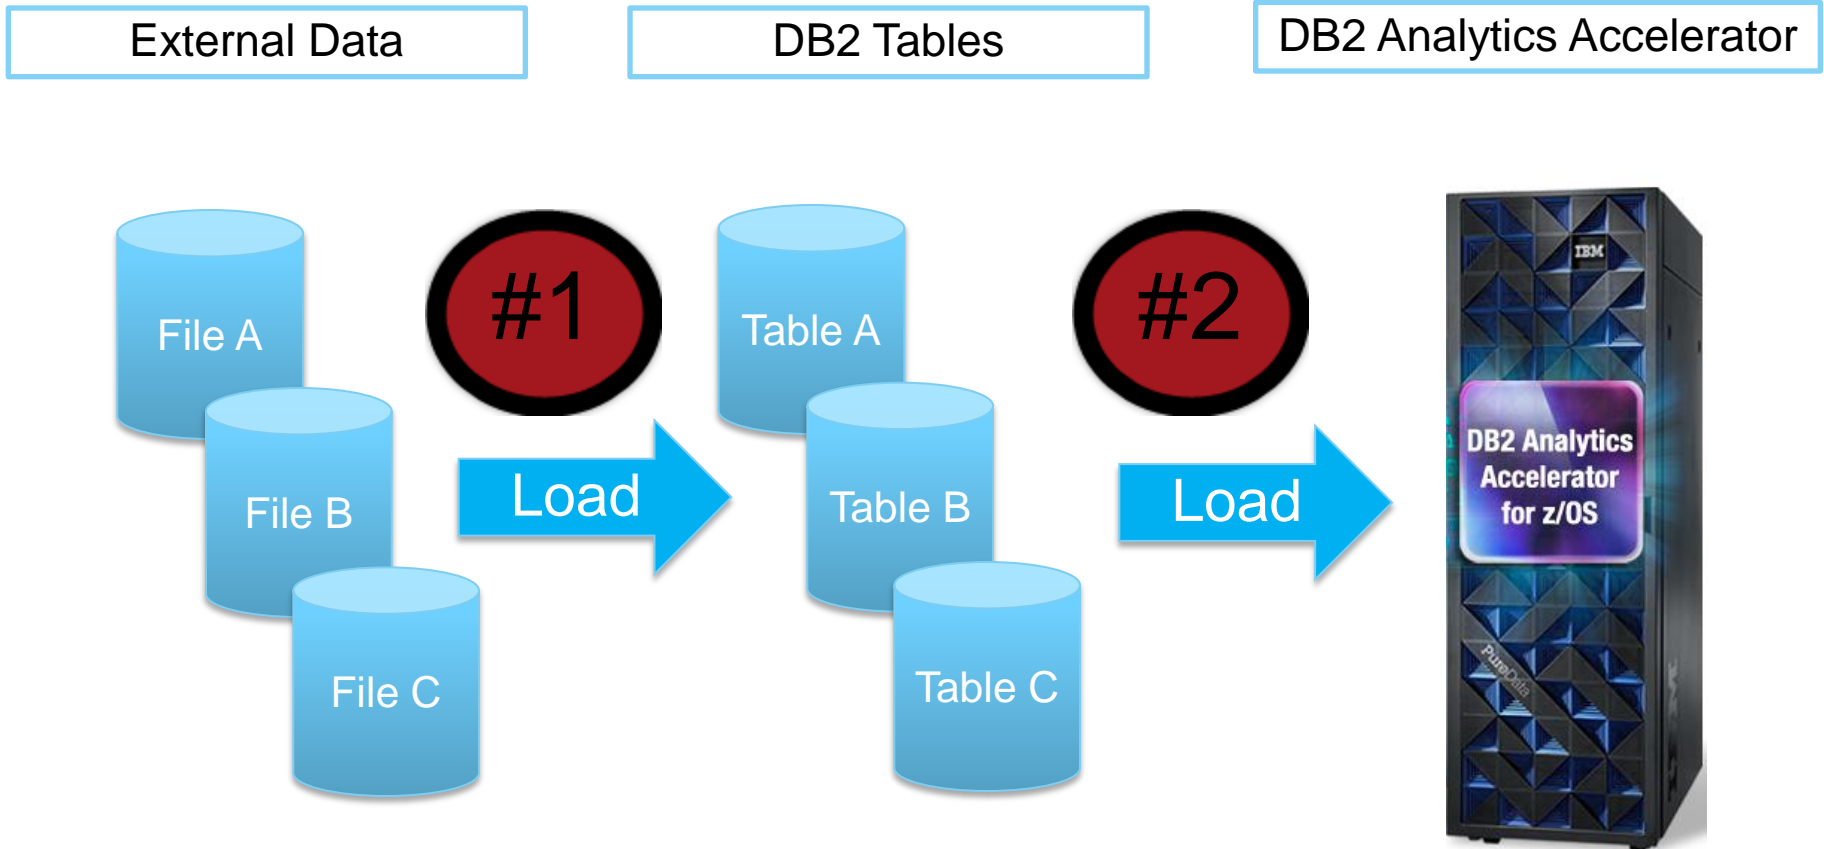 External Data
DB2 Tables
DB2 Analytics Accelerator
File A
File B
File C
#1
Load
Table A
Table B
Table C
#2
Load
IBM
DB2 Analytics
Accelerator
for z/OS
PureData
IBM